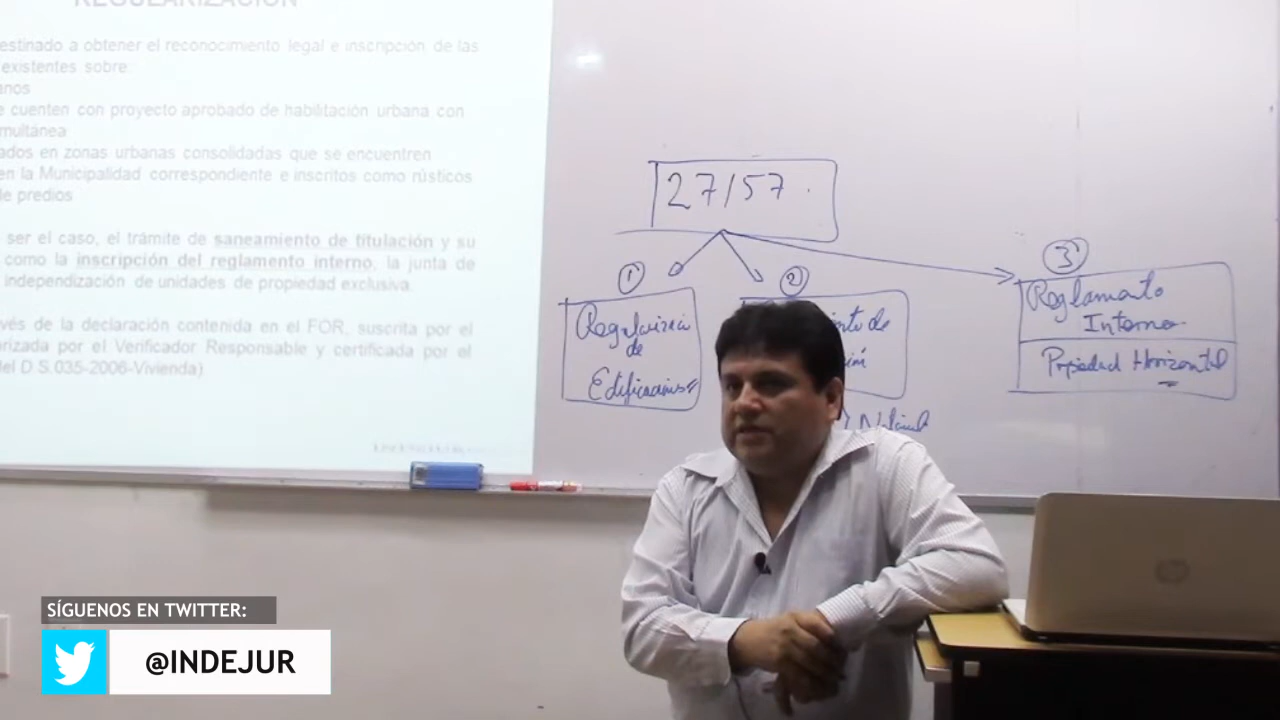 REGULARIZACIÓN
estinado a obtener el reconocimiento legal e inscripción de las
existentes sobre:
anos
e cuenten con proyecto aprobado de habilitación urbana con
multánea
ados en zonas urbanas consolidadas que se encuentren
en la Municipalidad correspondiente e inscritos como rústicos
de predios
ser el caso, el trámite de saneamiento de titulación y su
como la inscripción del reglamento interno, la junta de
independización de unidades de propiedad exclusiva.
vés de la declaración contenida en el FOR, suscrita por el
rizada por el Verificador Responsable y certificada por el
del D.S.035-2006-Vivienda)
27157
1
2
3
Regularización
de
Edificaciones
nto de
ión
Reglamento
Interno
Propiedad Horizontal
SÍGUENOS EN TWITTER:
@INDEJUR